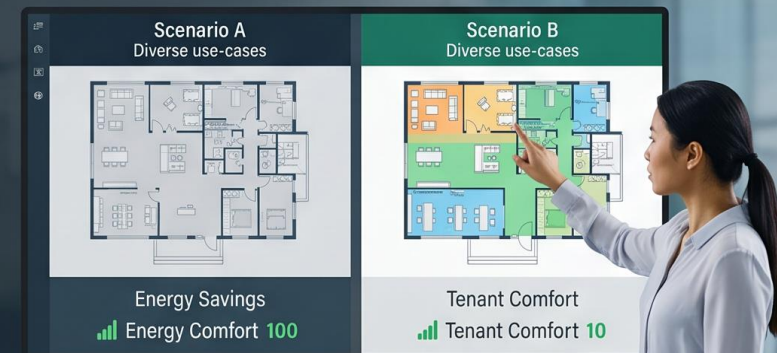 Scenario A
Diverse use-cases
Energy Savings
Energy Comfort 100
Scenario B
Diverse use-cases
Tenant Comfort
Tenant Comfort 10